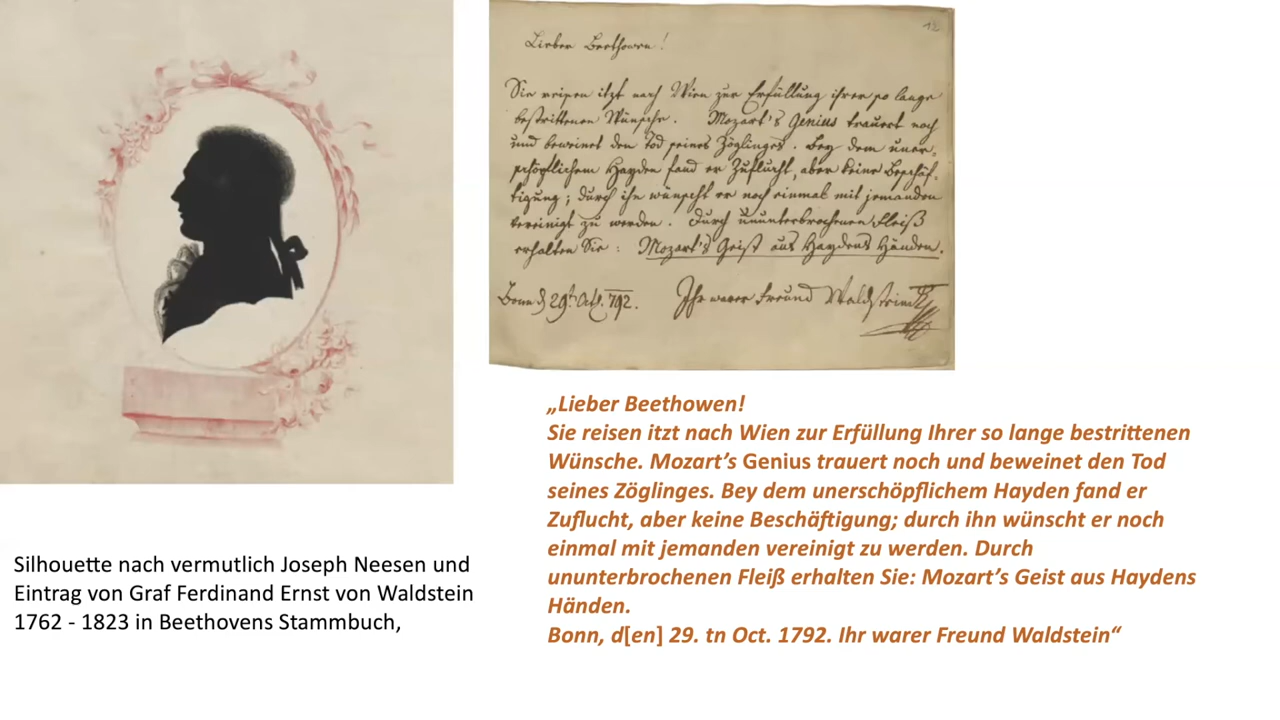 12
Lieber Beethowen!
Sie reisen itzt nach Wien zur Erfüllung ihrer so lange
bestrittenen Wünsche. Mozart's Genius trauert noch
und beweinet den Tod seines Zöglinges. Bey dem uner-
schöpflichem Hayden fand er Zuflucht, aber keine Beschäf-
tigung; durch ihn wünscht er noch einmal mit jemanden
vereinigt zu werden. Durch ununterbrochenen Fleiß
erhalten Sie: Mozart's Geist aus Haydens Händen.
Bonn d 29t. Oct. 792. Ihr warer Freund Waldstein
„Lieber Beethowen!
Sie reisen itzt nach Wien zur Erfüllung Ihrer so lange bestrittenen
Wünsche. Mozart’s Genius trauert noch und beweinet den Tod
seines Zöglinges. Bey dem unerschöpflichem Hayden fand er
Zuflucht, aber keine Beschäftigung; durch ihn wünscht er noch
einmal mit jemanden vereinigt zu werden. Durch
ununterbrochenen Fleiß erhalten Sie: Mozart’s Geist aus Haydens
Händen.
Bonn, d[en] 29. tn Oct. 1792. Ihr warer Freund Waldstein“
Silhouette nach vermutlich Joseph Neesen und
Eintrag von Graf Ferdinand Ernst von Waldstein
1762 - 1823 in Beethovens Stammbuch,